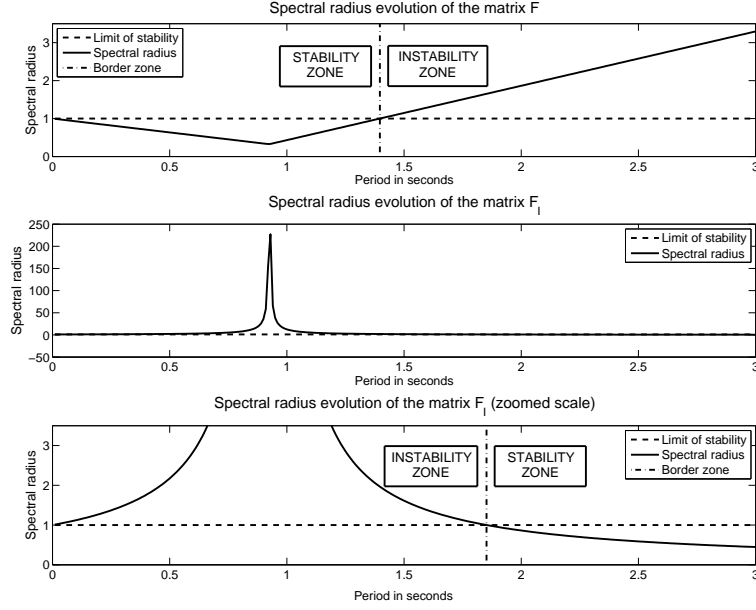 Spectral radius evolution of the matrix F
Spectral radius
3
2
1
0
Limit of stability
Spectral radius
Border zone
STABILITY
ZONE
INSTABILITY
ZONE
0 0.5 1 1.5 2 2.5 3
Period in seconds
Spectral radius evolution of the matrix F_I
Spectral radius
250
200
150
100
50
0
−50
Limit of stability
Spectral radius
0 0.5 1 1.5 2 2.5 3
Period in seconds
Spectral radius evolution of the matrix F_I (zoomed scale)
Spectral radius
3
2
1
0
INSTABILITY
ZONE
STABILITY
ZONE
Limit of stability
Spectral radius
Border zone
0 0.5 1 1.5 2 2.5 3
Period in seconds